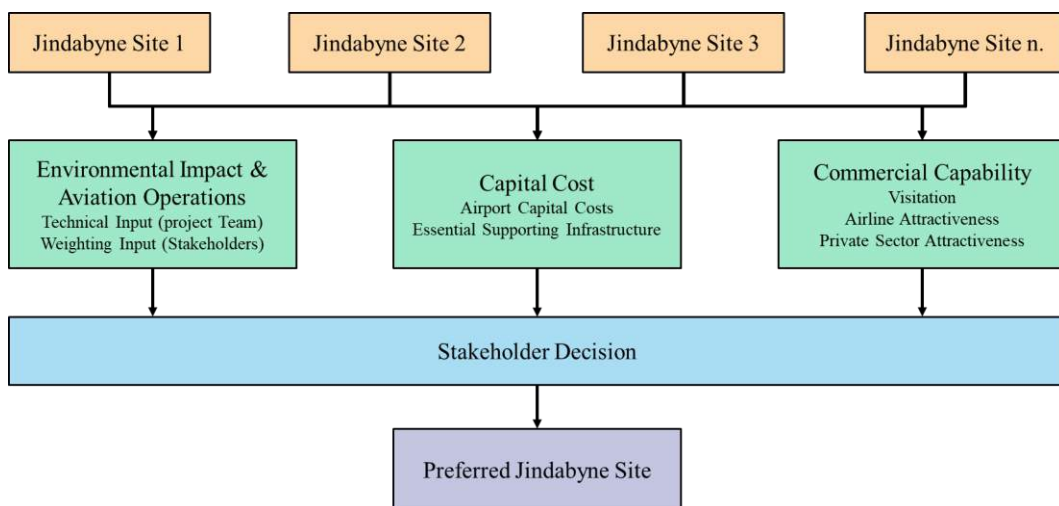 Jindabyne Site 1
Jindabyne Site 2
Jindabyne Site 3
Jindabyne Site n.
Environmental Impact &
Aviation Operations
Technical Input (project Team)
Weighting Input (Stakeholders)
Capital Cost
Airport Capital Costs
Essential Supporting Infrastructure
Commercial Capability
Visitation
Airline Attractiveness
Private Sector Attractiveness
Stakeholder Decision
Preferred Jindabyne Site